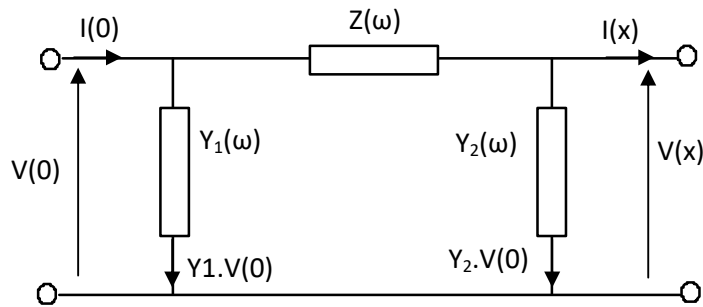 I(0)
Z(ω)
I(x)
Y₁(ω)
Y₂(ω)
V(0)
V(x)
Y1.V(0)
Y₂.V(0)